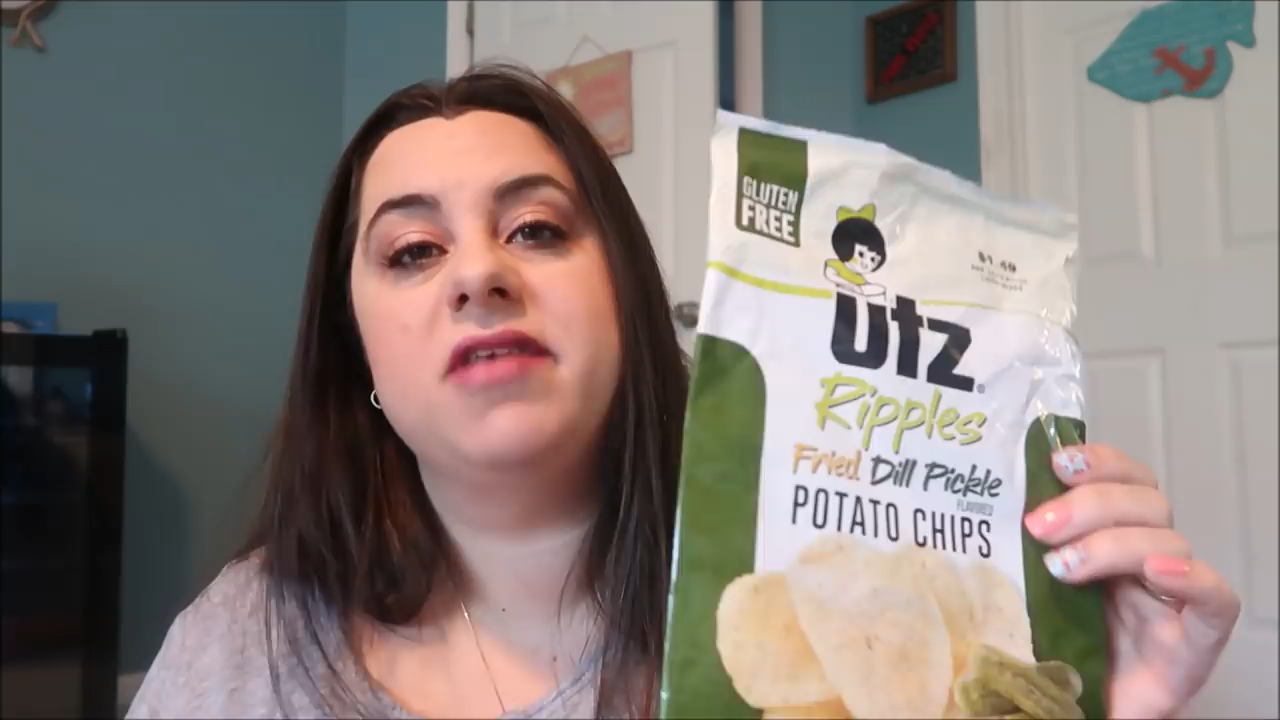 GLUTEN
FREE
$1.49
utz
Ripples
Fried Dill Pickle
FLAVORED
POTATO CHIPS